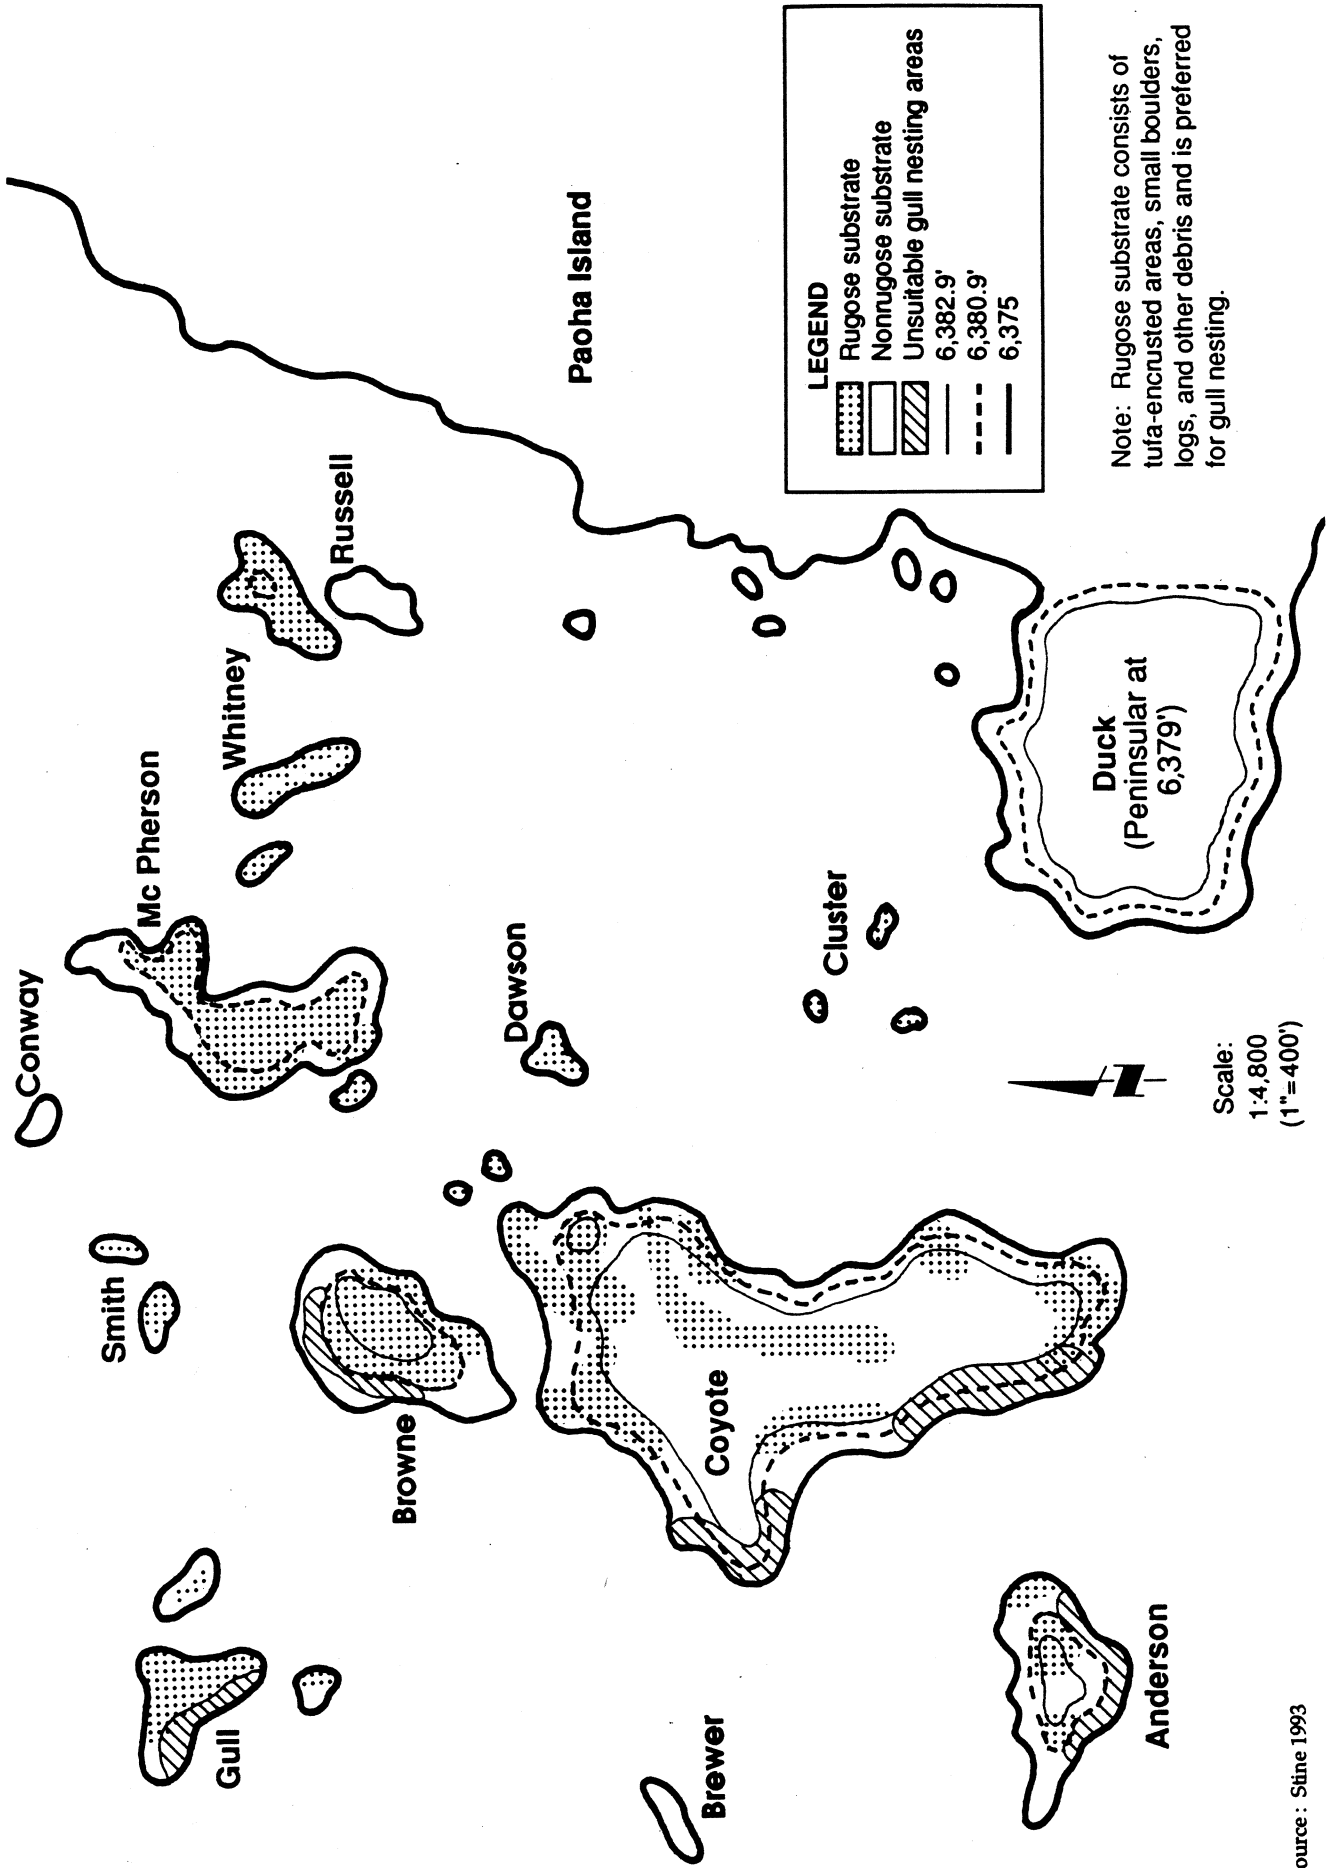 Conway
Mc Pherson
Smith
Whitney
Russell
Gull
Browne
Dawson
Paoha Island
Brewer
Coyote
Cluster
Anderson
Duck
(Peninsular at
6,379')
LEGEND
Rugose substrate
Nonrugose substrate
Unsuitable gull nesting areas
6,382.9'
6,380.9'
6,375
Note: Rugose substrate consists of
tufa-encrusted areas, small boulders,
logs, and other debris and is preferred
for gull nesting.
Scale:
1:4,800
(1"=400')
ource: Stine 1993